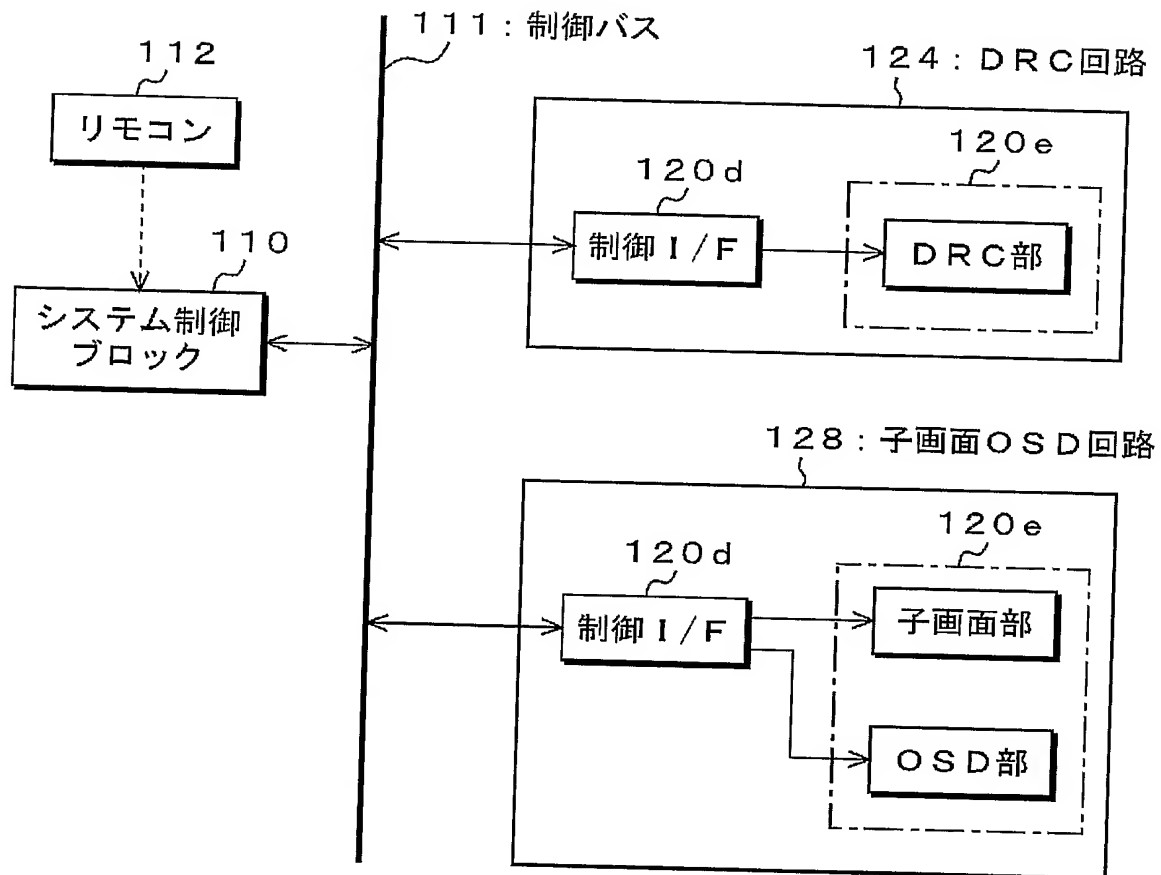 111:制御バス
112
リモコン
110
システム制御
ブロック
124:DRC回路
120e
120d
制御I/F
DRC部
128:子画面OSD回路
120e
120d
制御I/F
子画面部
OSD部